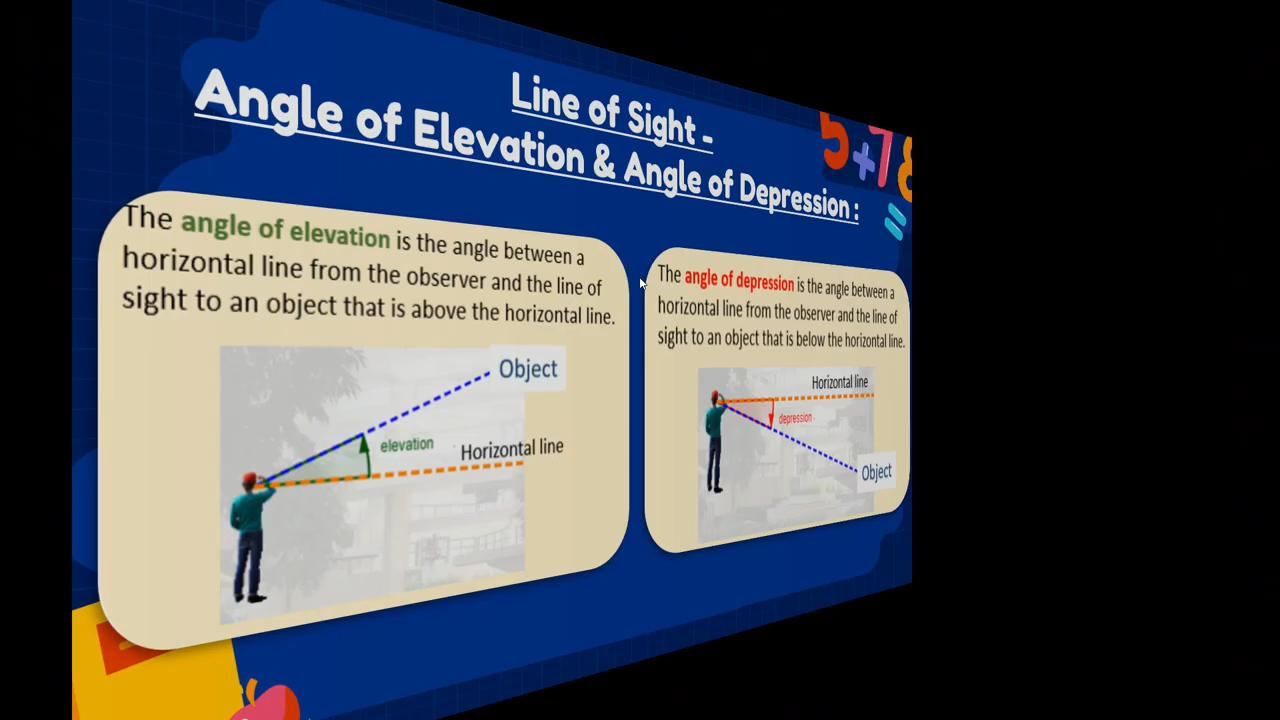 Line of Sight -
Angle of Elevation & Angle of Depression :
The angle of elevation is the angle between a
horizontal line from the observer and the line of
sight to an object that is above the horizontal line.
Object
elevation
Horizontal line
The angle of depression is the angle between a
horizontal line from the observer and the line of
sight to an object that is below the horizontal line.
Horizontal line
depression
Object
5+78
=